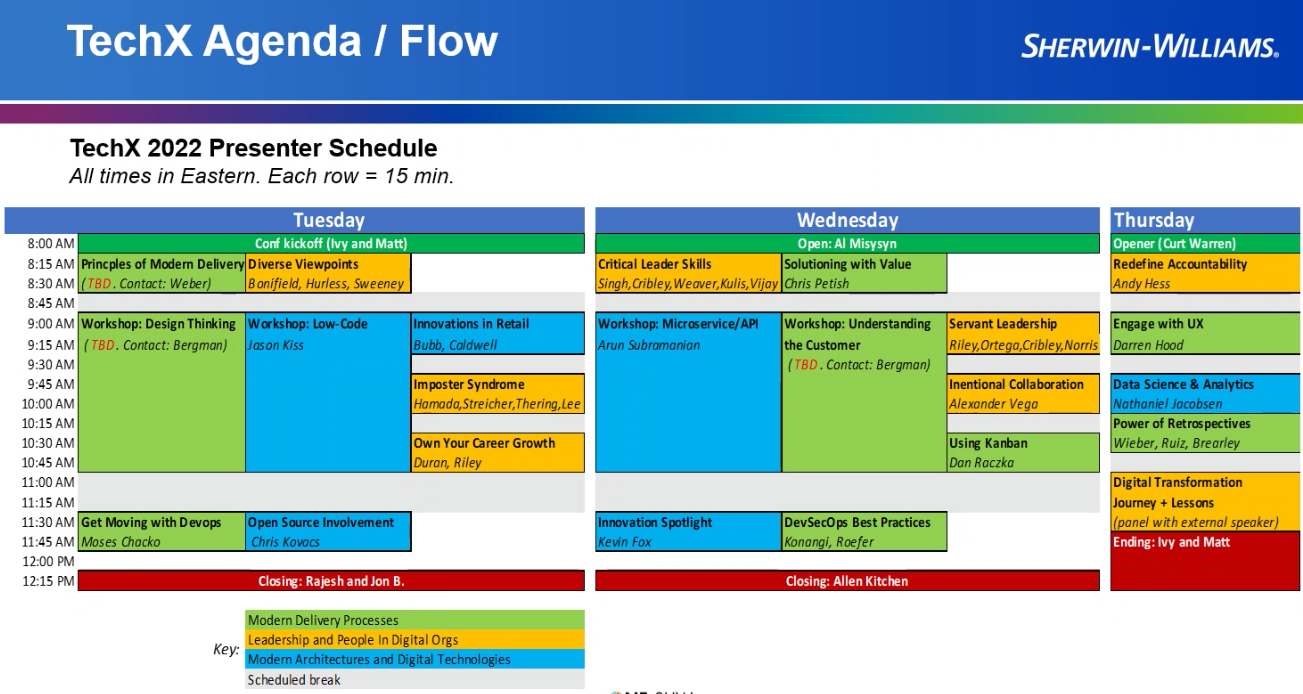 TechX Agenda / Flow
SHERWIN-WILLIAMS.
TechX 2022 Presenter Schedule
All times in Eastern. Each row = 15 min.
Tuesday
Wednesday
Thursday
8:00 AM
Conf kickoff (Ivy and Matt)
Open: Al Misysyn
Opener (Curt Warren)
8:15 AM
Princples of Modern Delivery
Diverse Viewpoints
Critical Leader Skills
Solutioning with Value
Redefine Accountability
8:30 AM
(TBD. Contact: Weber)
Bonifield, Hurless, Sweeney
Singh,Cribley,Weaver,Kulis,Vijay
Chris Petish
Andy Hess
8:45 AM
9:00 AM
Workshop: Design Thinking
Workshop: Low-Code
Innovations in Retail
Workshop: Microservice/API
Workshop: Understanding
Servant Leadership
Engage with UX
9:15 AM
(TBD. Contact: Bergman)
Jason Kiss
Bubb, Caldwell
Arun Subramanian
the Customer
Riley,Ortega,Cribley,Norris
Darren Hood
9:30 AM
(TBD. Contact: Bergman)
9:45 AM
Imposter Syndrome
Inentional Collaboration
Data Science & Analytics
10:00 AM
Hamada,Streicher,Thering,Lee
Alexander Vega
Nathaniel Jacobsen
10:15 AM
Power of Retrospectives
10:30 AM
Own Your Career Growth
Using Kanban
Wieber, Ruiz, Brearley
10:45 AM
Duran, Riley
Dan Raczka
11:00 AM
Digital Transformation
11:15 AM
Journey + Lessons
11:30 AM
Get Moving with Devops
Open Source Involvement
Innovation Spotlight
DevSecOps Best Practices
(panel with external speaker)
11:45 AM
Moses Chacko
Chris Kovacs
Kevin Fox
Konangi, Roefer
Ending: Ivy and Matt
12:00 PM
12:15 PM
Closing: Rajesh and Jon B.
Closing: Allen Kitchen
Key:
Modern Delivery Processes
Leadership and People In Digital Orgs
Modern Architectures and Digital Technologies
Scheduled break